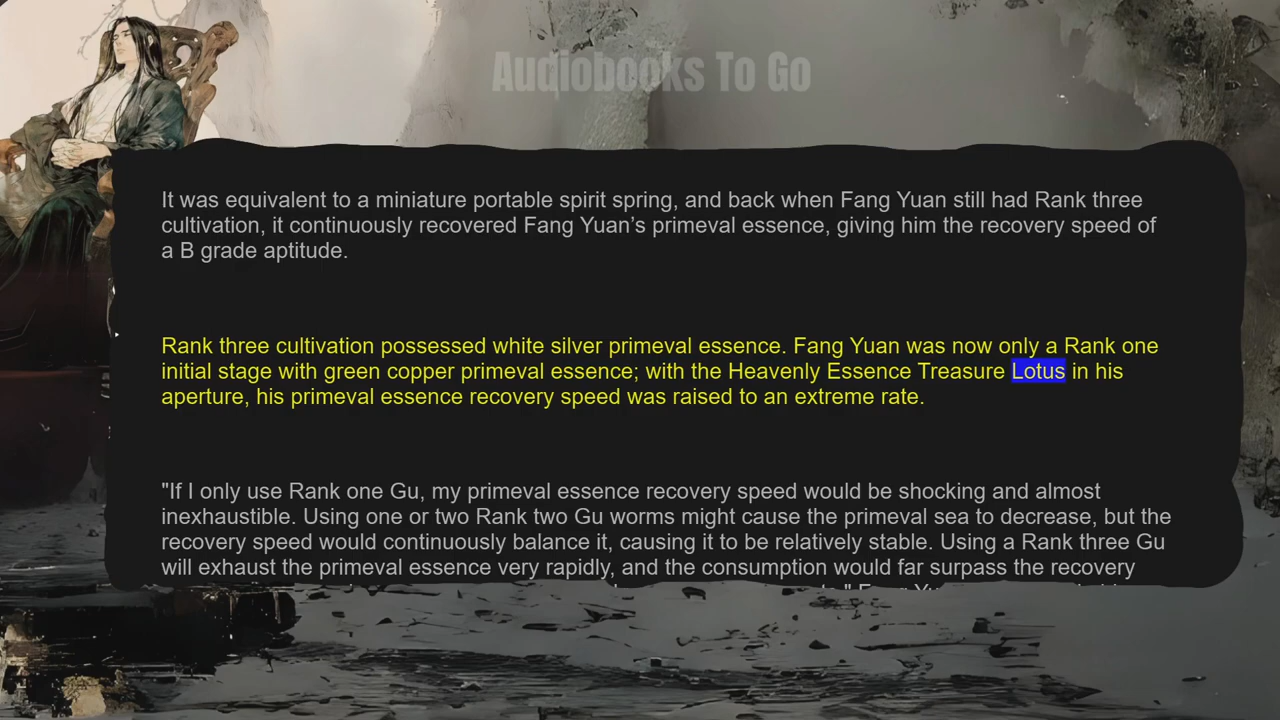 Audiobooks To Go
It was equivalent to a miniature portable spirit spring, and back when Fang Yuan still had Rank three
cultivation, it continuously recovered Fang Yuan’s primeval essence, giving him the recovery speed of
a B grade aptitude.
Rank three cultivation possessed white silver primeval essence. Fang Yuan was now only a Rank one
initial stage with green copper primeval essence; with the Heavenly Essence Treasure Lotus in his
aperture, his primeval essence recovery speed was raised to an extreme rate.
"If I only use Rank one Gu, my primeval essence recovery speed would be shocking and almost
inexhaustible. Using one or two Rank two Gu worms might cause the primeval sea to decrease, but the
recovery speed would continuously balance it, causing it to be relatively stable. Using a Rank three Gu
will exhaust the primeval essence very rapidly, and the consumption would far surpass the recovery